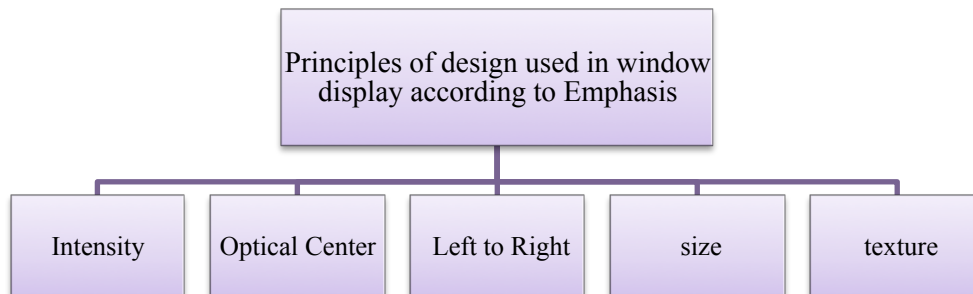 Principles of design used in window
display according to Emphasis
Intensity
Optical Center
Left to Right
size
texture